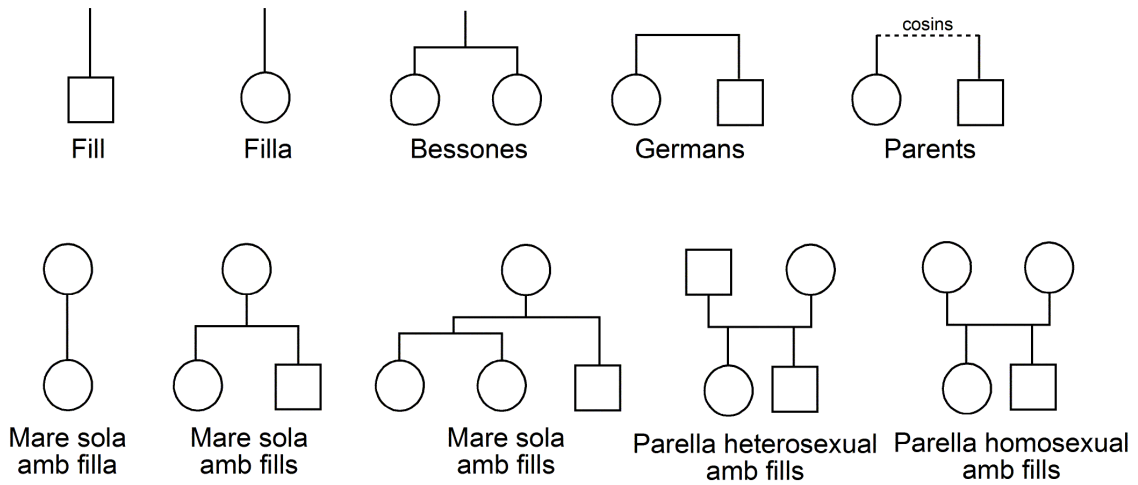 cosins
Fill
Filla
Bessones
Germans
Parents
Mare sola
amb filla
Mare sola
amb fills
Mare sola
amb fills
Parella heterosexual
amb fills
Parella homosexual
amb fills